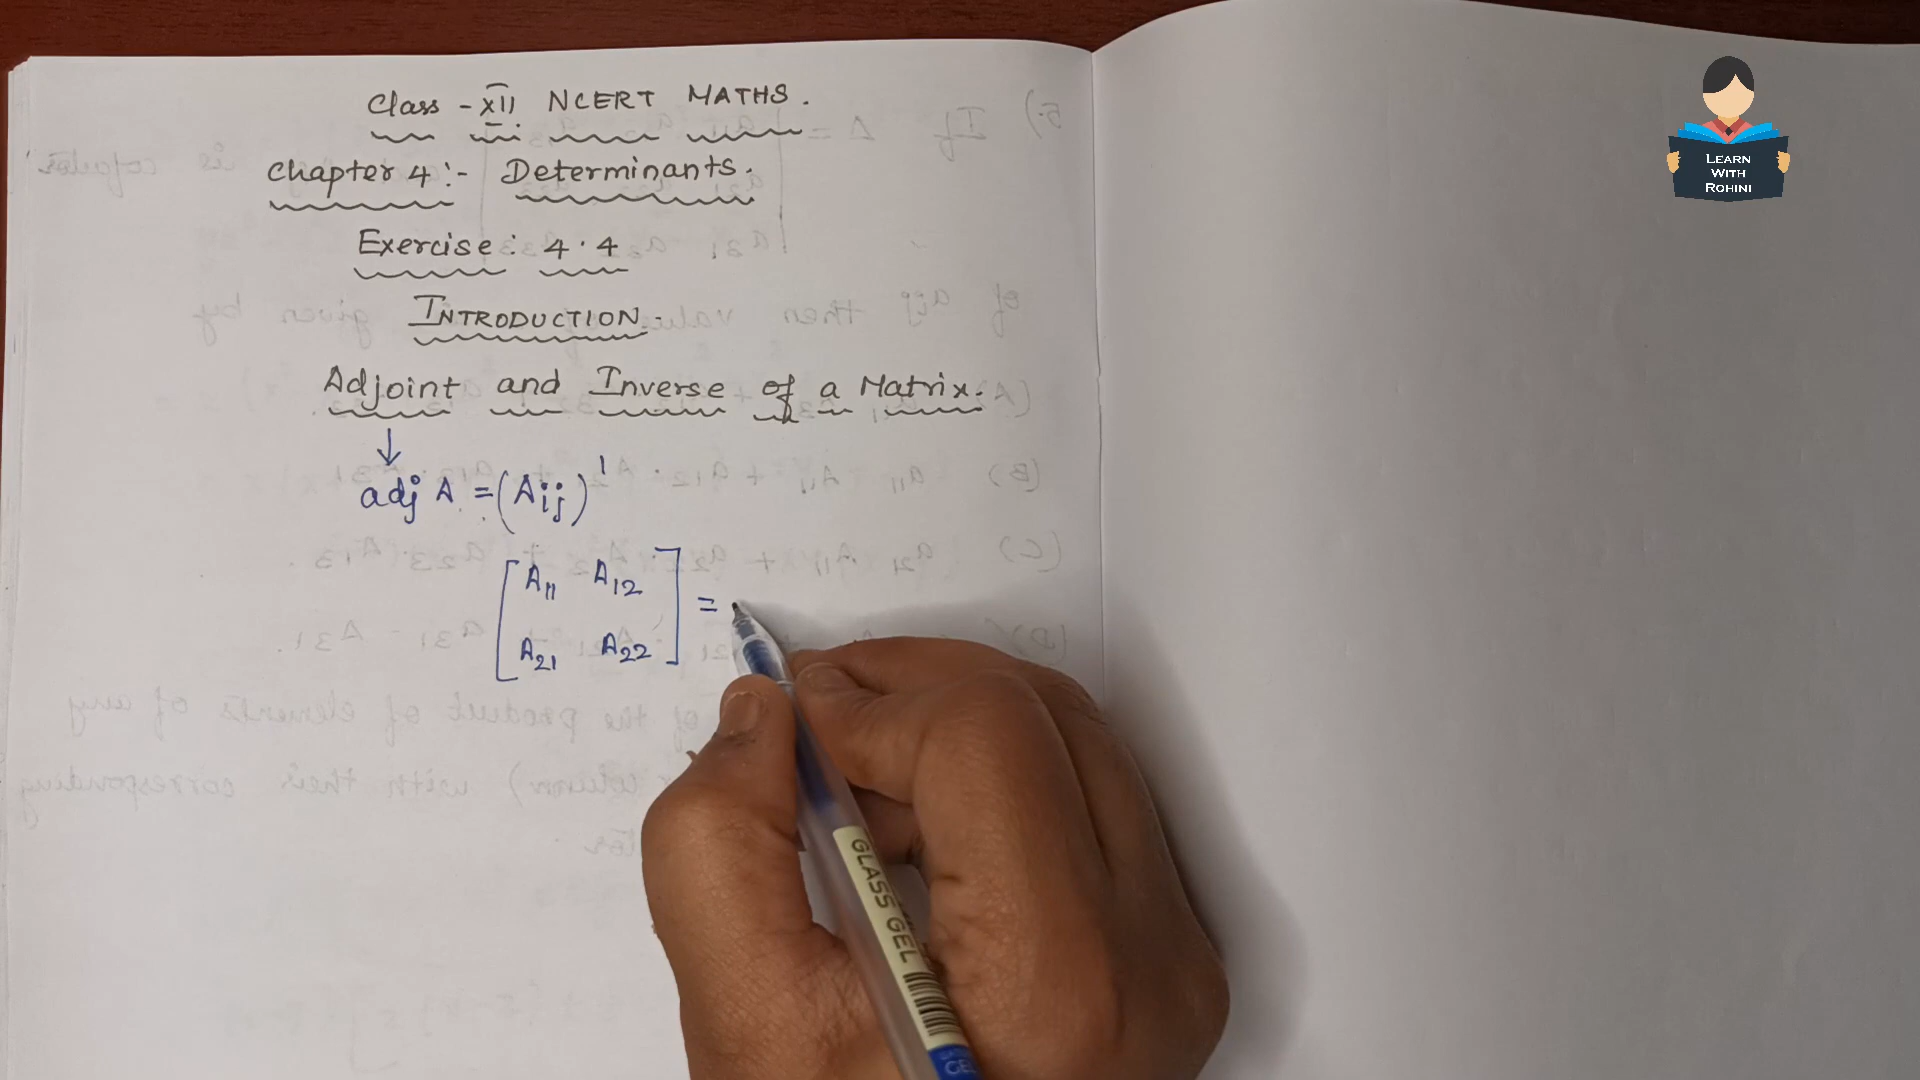 Class - XII NCERT MATHS.
Chapter 4:- Determinants.
Exercise: 4.4
INTRODUCTION.
Adjoint and Inverse of a Matrix.
↓
adj A = (Aij)'
[A11 A12
A21 A22] =
LEARN
WITH
ROHINI
GLASS GEL
GEL